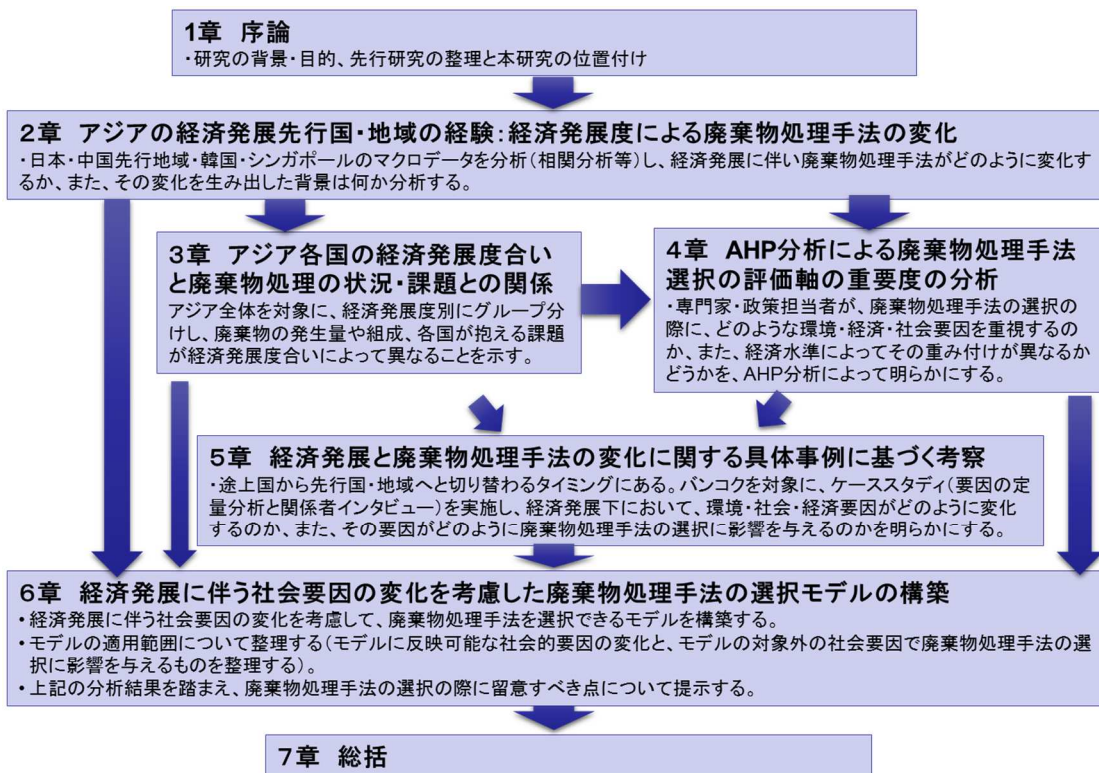 1章 序論
・研究の背景・目的、先行研究の整理と本研究の位置付け
2章 アジアの経済発展先行国・地域の経験：経済発展度による廃棄物処理手法の変化
・日本・中国先行地域・韓国・シンガポールのマクロデータを分析（相関分析等）し、経済発展に伴い廃棄物処理手法がどのように変化す
るか、また、その変化を生み出した背景は何か分析する。
3章 アジア各国の経済発展度合い
と廃棄物処理の状況・課題との関係
アジア全体を対象に、経済発展度別にグループ分
けし、廃棄物の発生量や組成、各国が抱える課題
が経済発展度合いによって異なることを示す。
4章 AHP分析による廃棄物処理手法
選択の評価軸の重要度の分析
・専門家・政策担当者が、廃棄物処理手法の選択の
際に、どのような環境・経済・社会要因を重視するの
か、また、経済水準によってその重み付けが異なるか
どうかを、AHP分析によって明らかにする。
5章 経済発展と廃棄物処理手法の変化に関する具体事例に基づく考察
・途上国から先行国・地域へと切り替わるタイミングにある。バンコクを対象に、ケーススタディ（要因の定
量分析と関係者インタビュー）を実施し、経済発展下において、環境・社会・経済要因がどのように変化
するのか、また、その要因がどのように廃棄物処理手法の選択に影響を与えるのかを明らかにする。
6章 経済発展に伴う社会要因の変化を考慮した廃棄物処理手法の選択モデルの構築
・経済発展に伴う社会要因の変化を考慮して、廃棄物処理手法を選択できるモデルを構築する。
・モデルの適用範囲について整理する（モデルに反映可能な社会的要因の変化と、モデルの対象外の社会要因で廃棄物処理手法の選
択に影響を与えるものを整理する）。
・上記の分析結果を踏まえ、廃棄物処理手法の選択の際に留意すべき点について提示する。
7章 総括